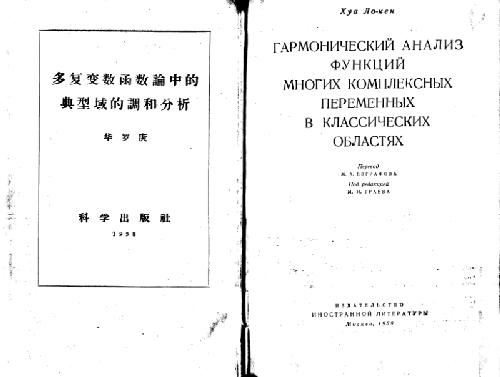 多复变数函数論中的
典型域的調和分析
华罗庚
科学出版社
1958
Хуа Ло-кен
ГАРМОНИЧЕСКИЙ АНАЛИЗ
ФУНКЦИЙ
МНОГИХ КОМПЛЕКСНЫХ
ПЕРЕМЕННЫХ
В КЛАССИЧЕСКИХ
ОБЛАСТЯХ
Перевод
М. А. ЕВГРАФОВА
Под редакцией
М. И. ГРАЕВА
ИЗДАТЕЛЬСТВО
ИНОСТРАННОЙ ЛИТЕРАТУРЫ
Москва, 1959